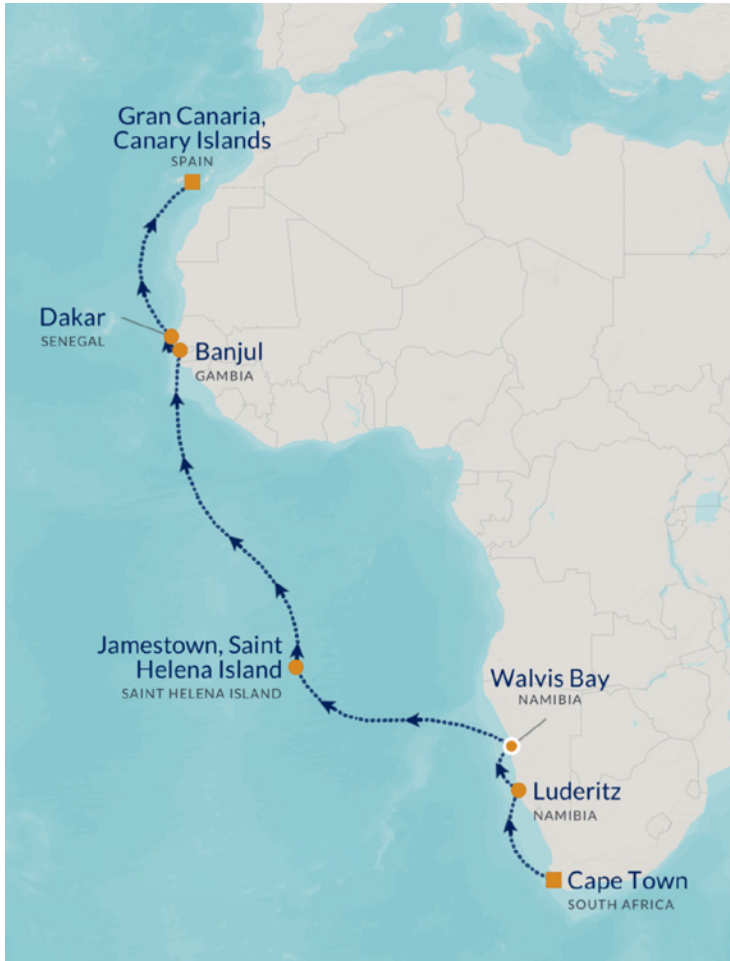 Gran Canaria,
Canary Islands
SPAIN
Dakar
SENEGAL
Banjul
GAMBIA
Jamestown, Saint
Helena Island
SAINT HELENA ISLAND
Walvis Bay
NAMIBIA
Luderitz
NAMIBIA
Cape Town
SOUTH AFRICA